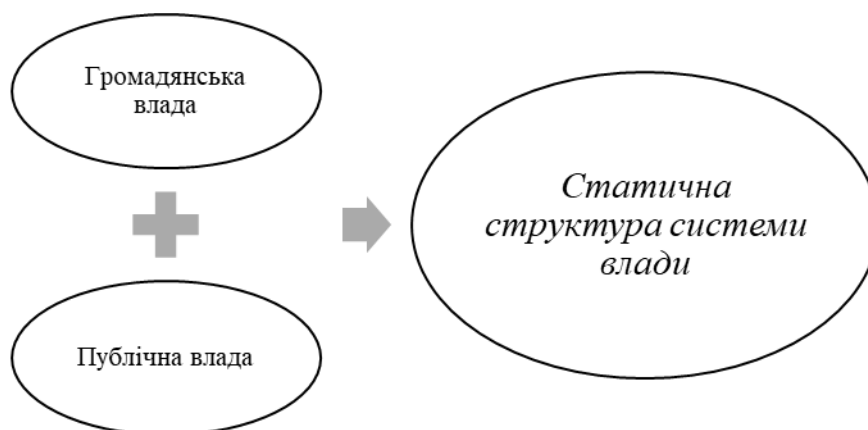 Громадянська
влада
Статична
структура системи
влади
Публічна влада